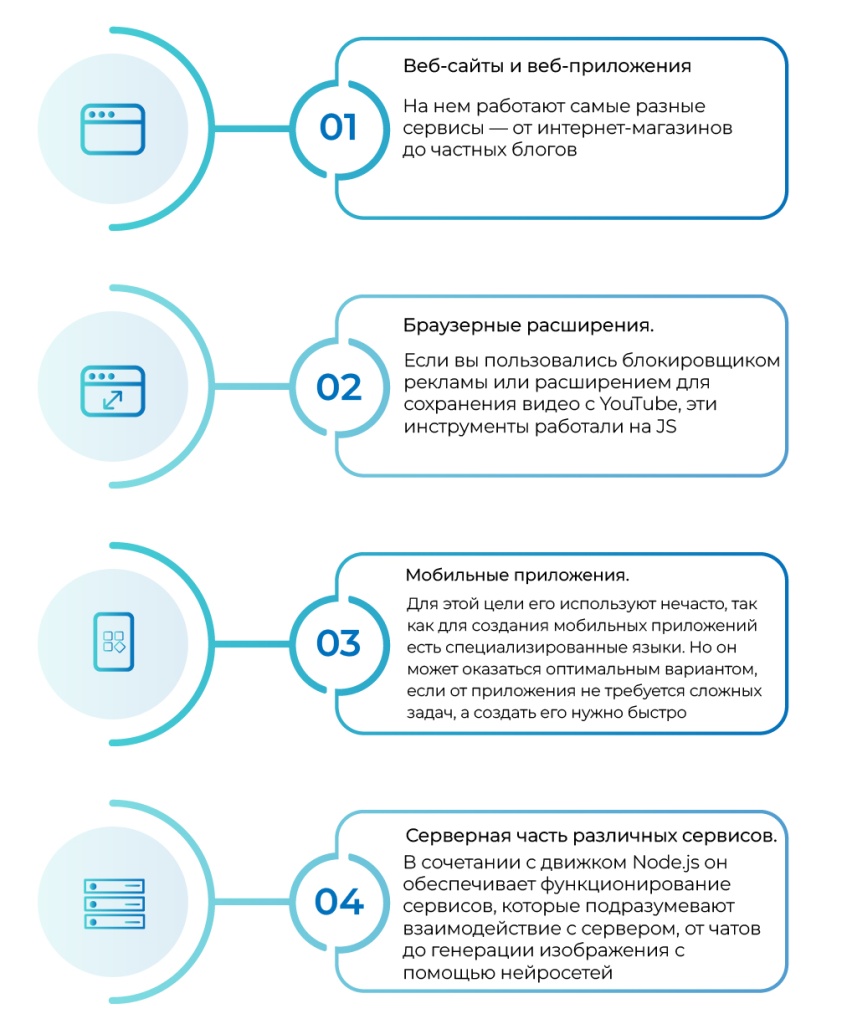 01
Веб-сайты и веб-приложения
На нем работают самые разные
сервисы — от интернет-магазинов
до частных блогов
02
Браузерные расширения.
Если вы пользовались блокировщиком
рекламы или расширением для
сохранения видео с YouTube, эти
инструменты работали на JS
03
Мобильные приложения.
Для этой цели его используют нечасто, так
как для создания мобильных приложений
есть специализированные языки. Но он
может оказаться оптимальным вариантом,
если от приложения не требуется сложных
задач, а создать его нужно быстро
04
Серверная часть различных сервисов.
В сочетании с движком Node.js он
обеспечивает функционирование
сервисов, которые подразумевают
взаимодействие с сервером, от чатов
до генерации изображения с
помощью нейросетей